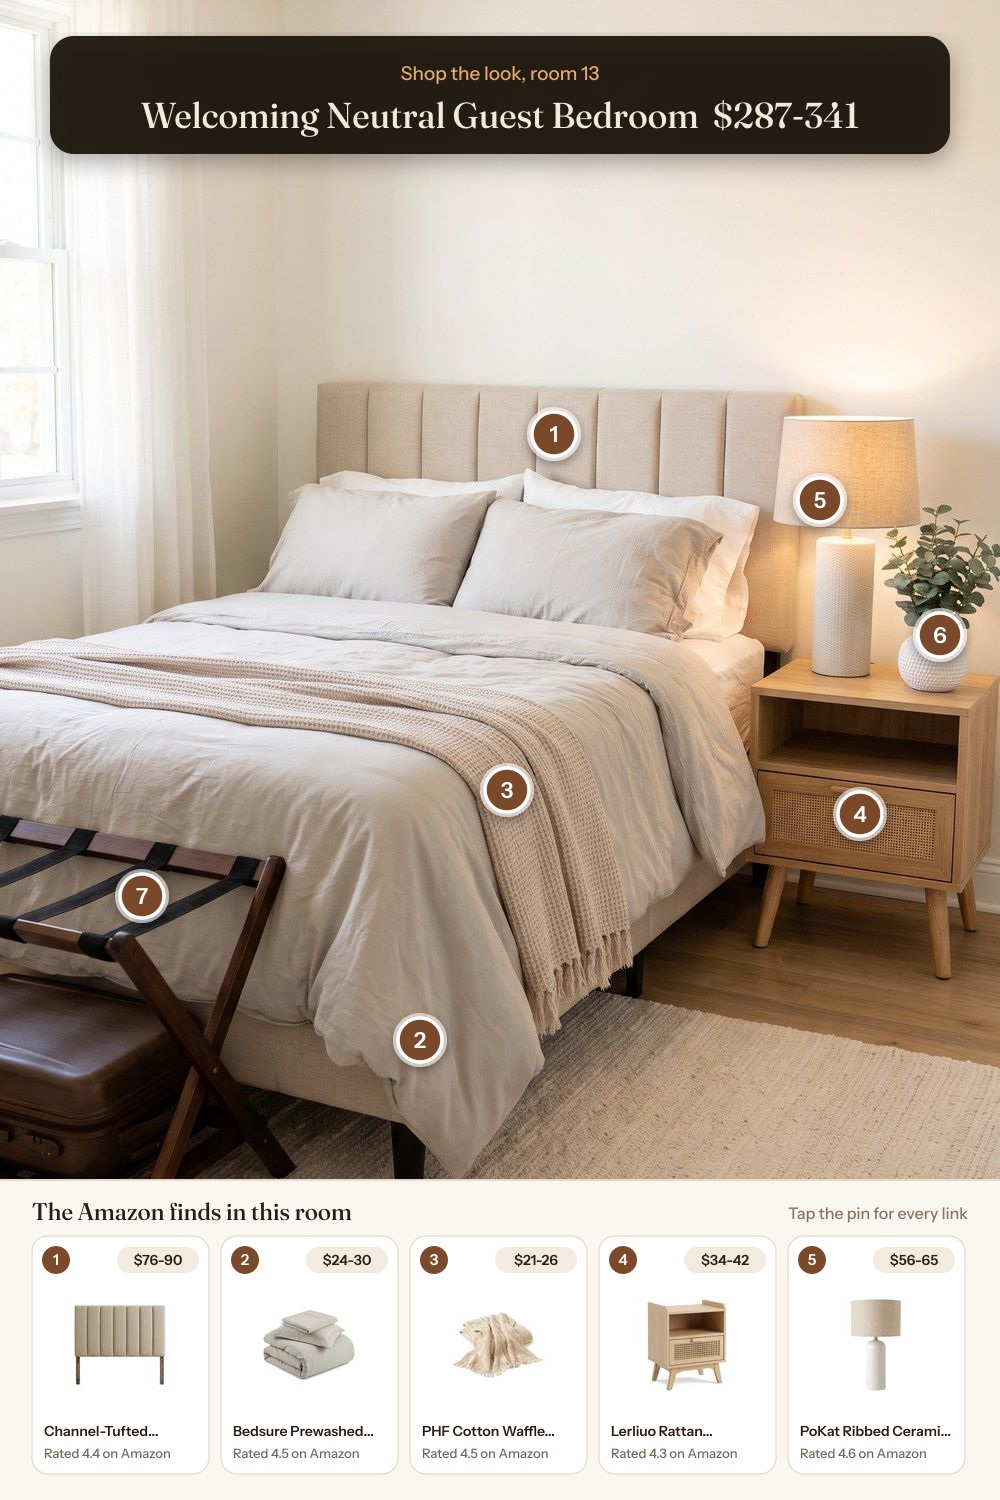 Shop the look, room 13
Welcoming Neutral Guest Bedroom $287-341
1
5
6
3
4
7
2
The Amazon finds in this room
Tap the pin for every link
1 $76-90
Channel-Tufted...
Rated 4.4 on Amazon
2 $24-30
Bedsure Prewashed...
Rated 4.5 on Amazon
3 $21-26
PHF Cotton Waffle...
Rated 4.5 on Amazon
4 $34-42
Lerliuo Rattan...
Rated 4.3 on Amazon
5 $56-65
PoKat Ribbed Cerami...
Rated 4.6 on Amazon